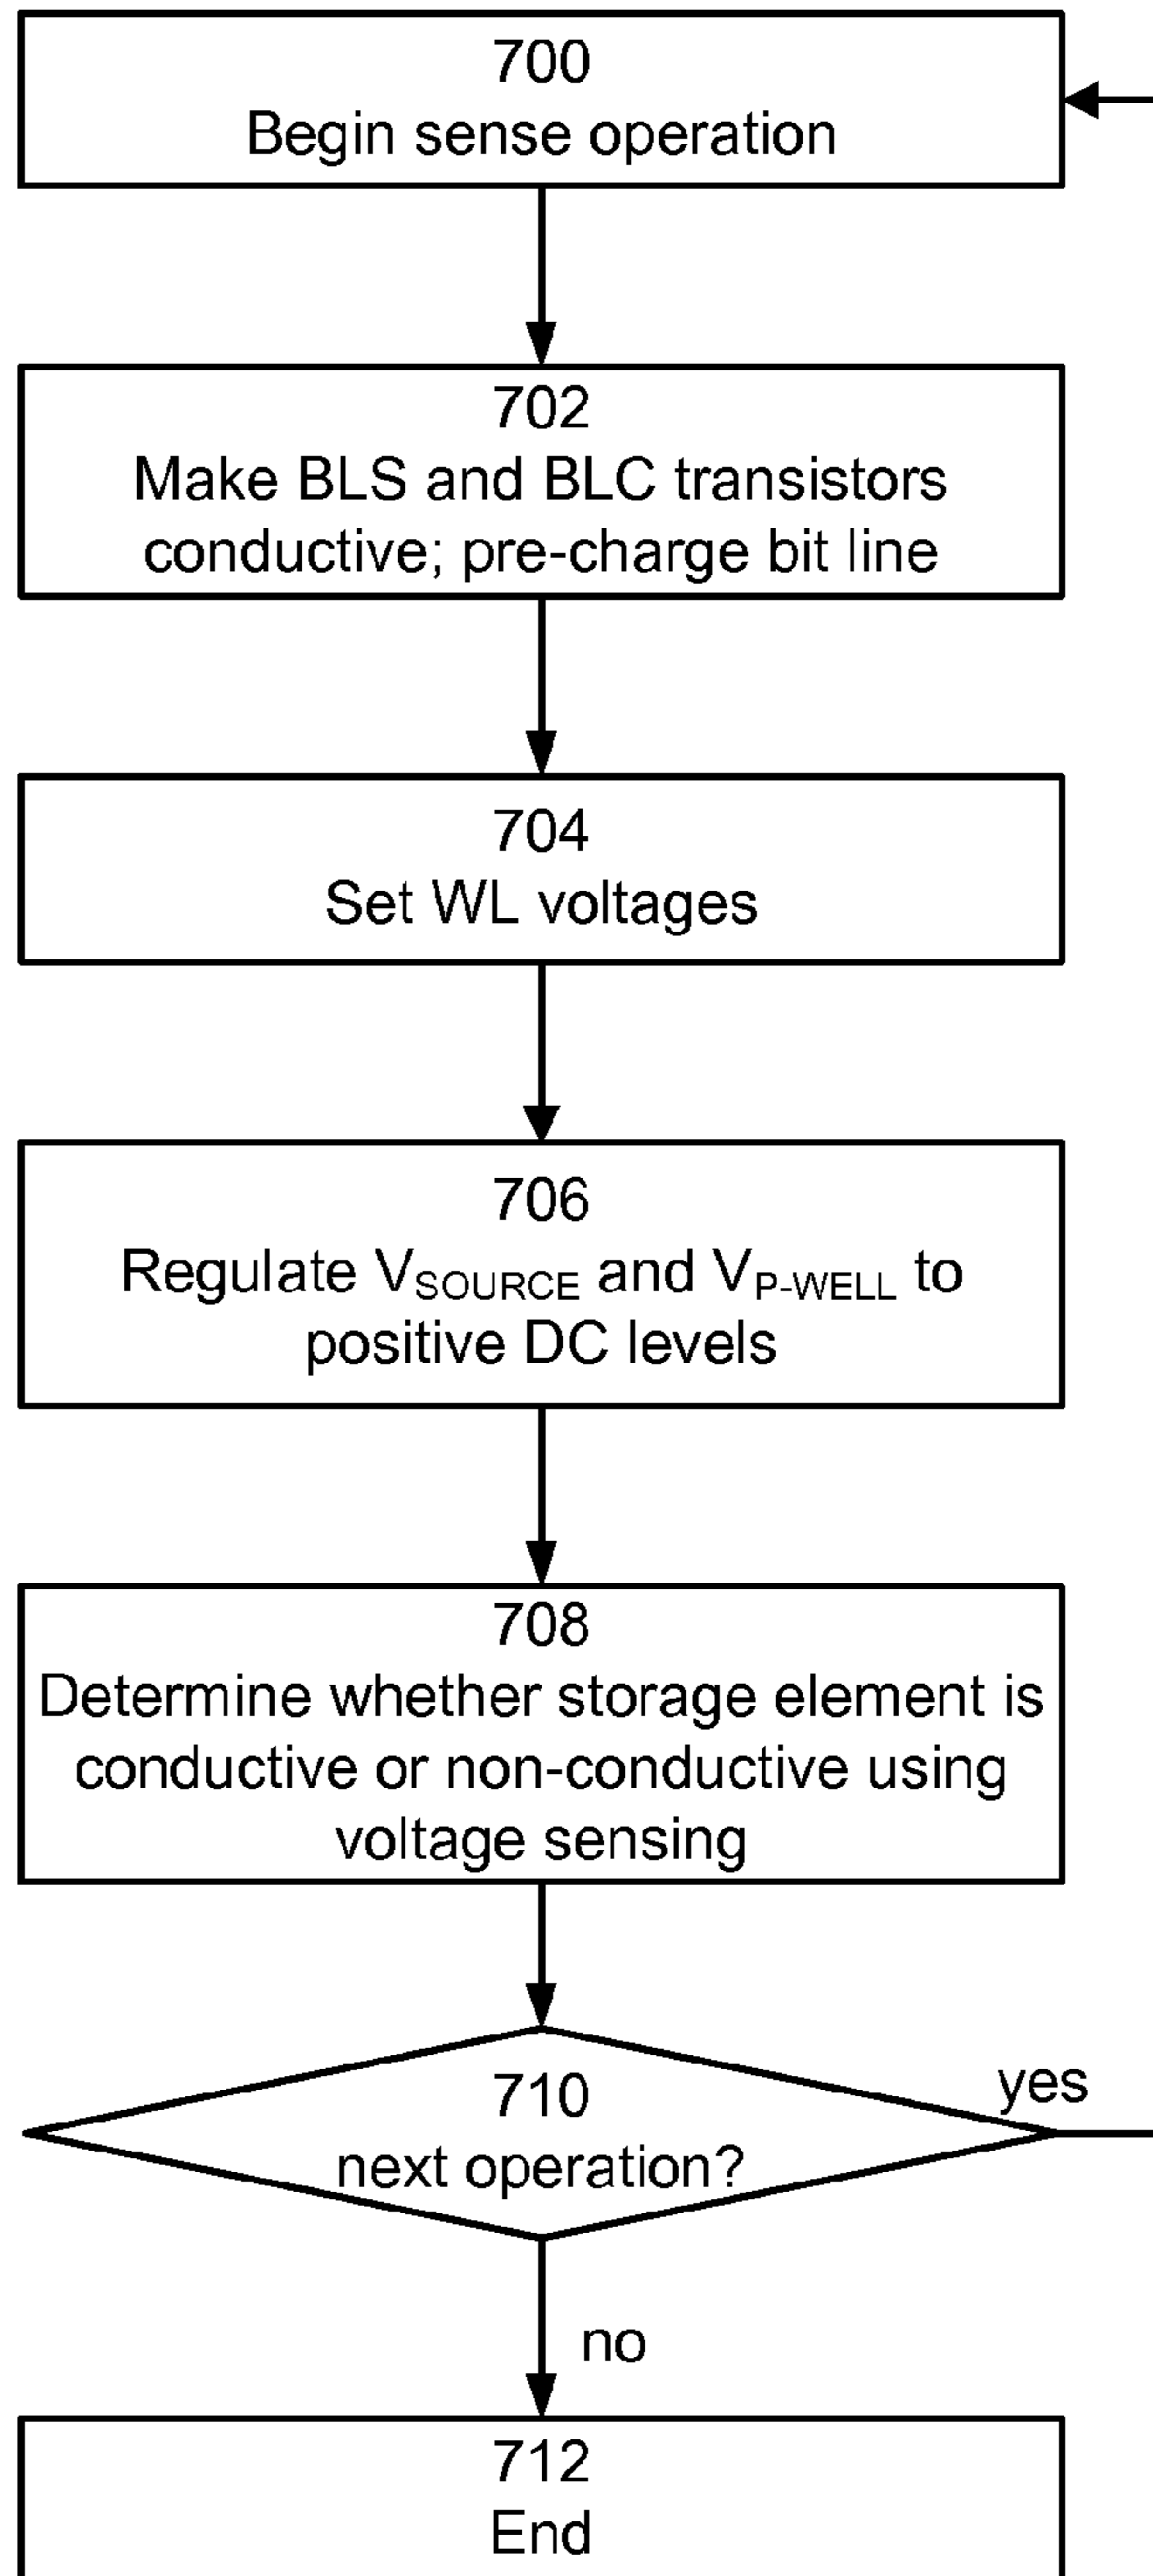 700
Begin sense operation
702
Make BLS and BLC transistors
conductive; pre-charge bit line
704
Set WL voltages
706
Regulate VSOURCE and VP-WELL to
positive DC levels
708
Determine whether storage element is
conductive or non-conductive using
voltage sensing
710
next operation?
yes
no
712
End